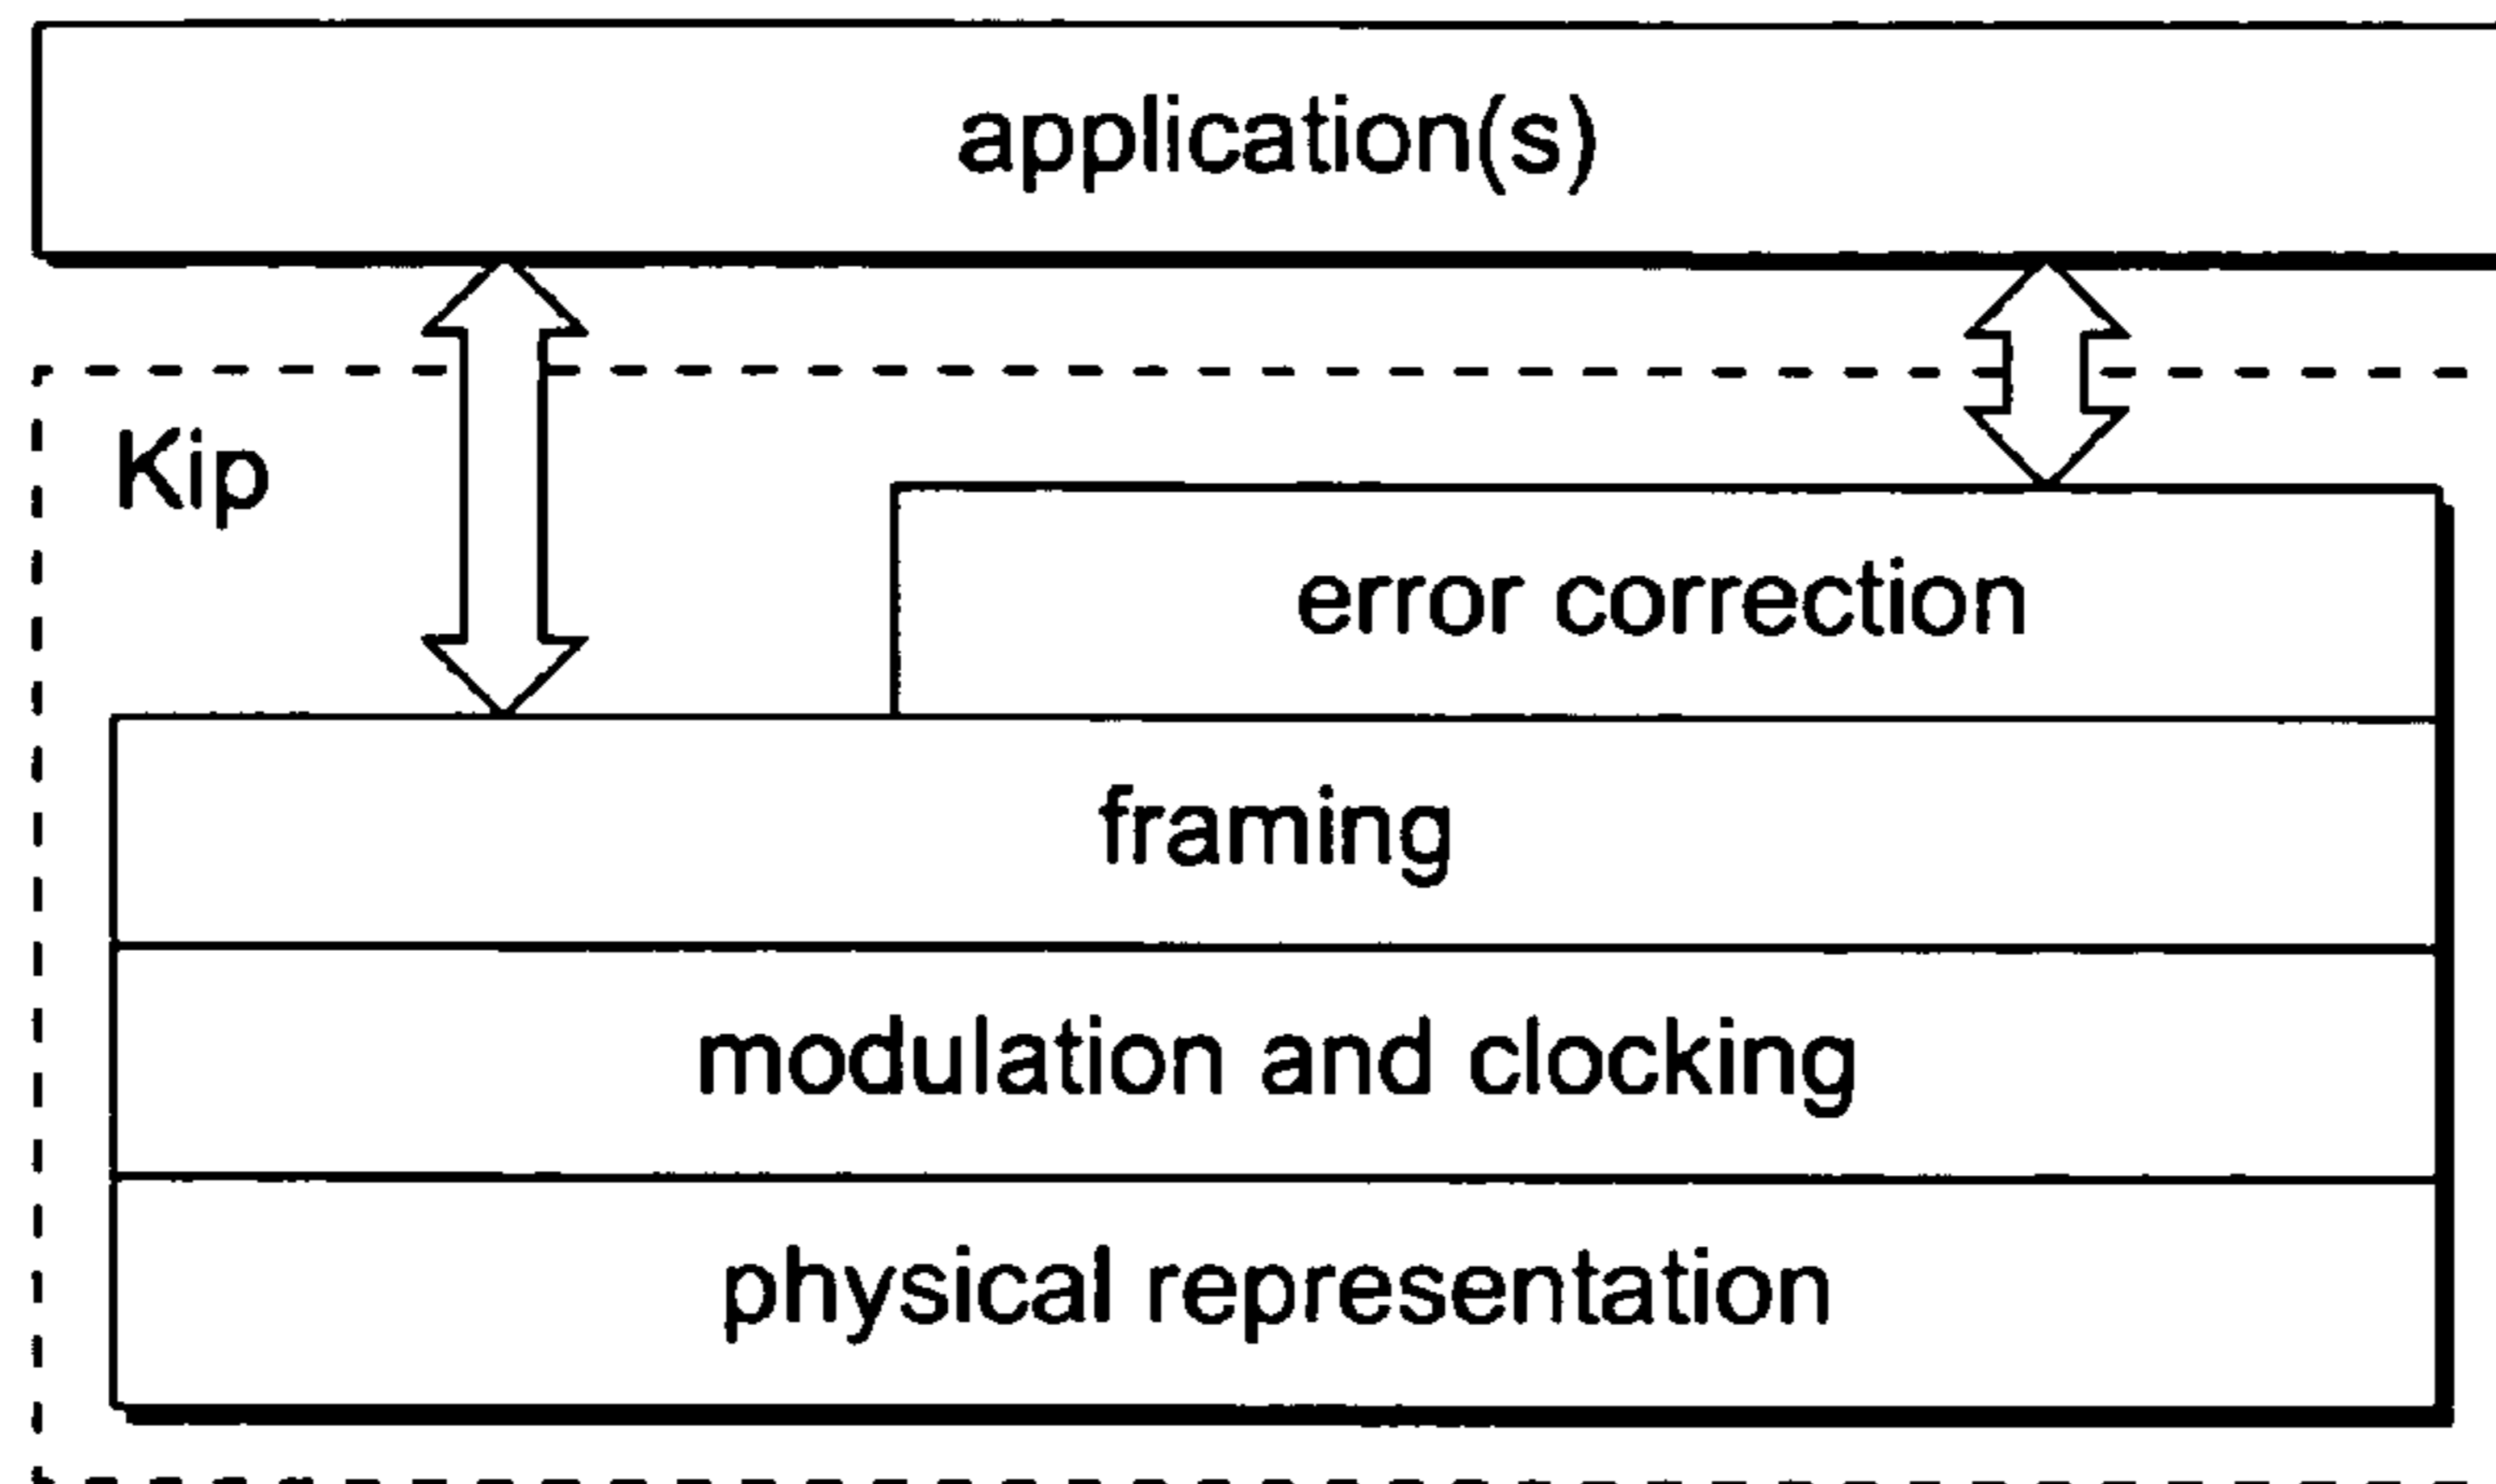 application(s)
Kip
error correction
framing
modulation and clocking
physical representation